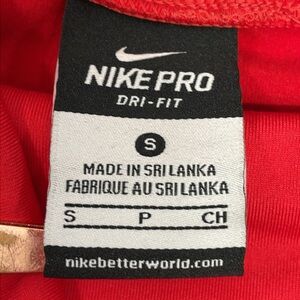 NIKE PRO
DRI-FIT
S
MADE IN SRI LANKA
FABRIQUE AU SRI LANKA
S P CH
nikebetterworld.com